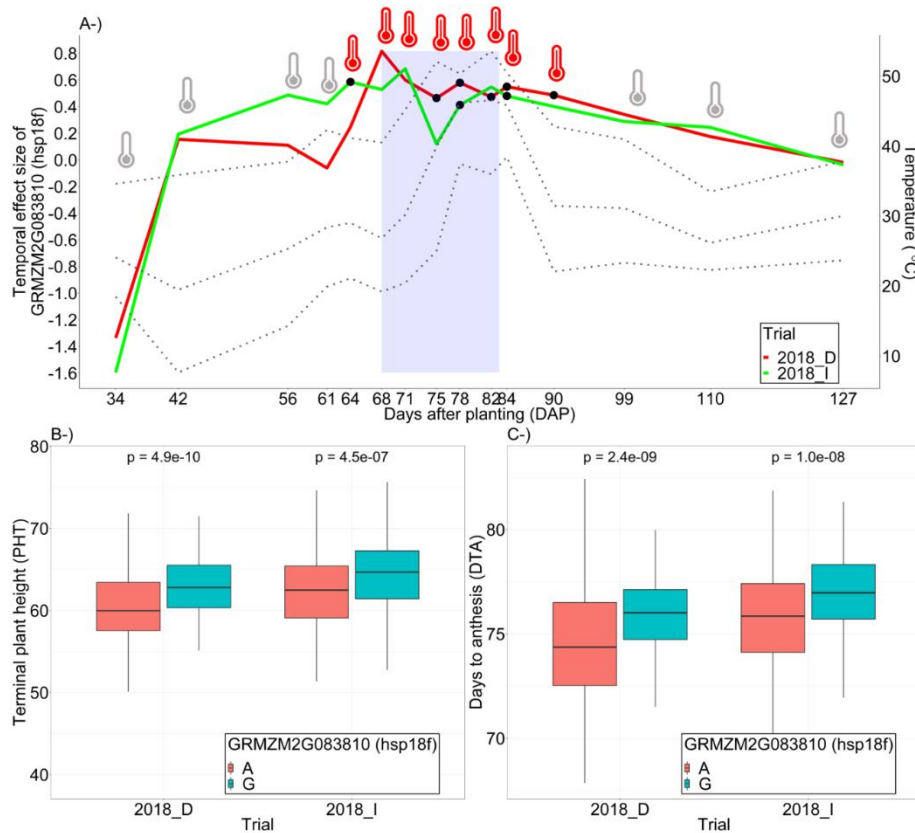 A-)
Temporal effect size of
GRMZM2G083810 (hsp18f)
0.8
0.6
0.4
0.2
0.0
-0.2
-0.4
-0.6
-0.8
-1.0
-1.2
-1.4
-1.6
50
40
30
20
10
Temperature (°C)
Trial
2018_D
2018_I
34 42 56 61 64 68 71 75 78 82 84 90 99 110 127
Days after planting (DAP)
B-)
p = 4.9e-10 p = 4.5e-07
Terminal plant height (PHT)
80
70
60
50
40
GRMZM2G083810 (hsp18f)
A
G
2018_D 2018_I
Trial
C-)
p = 2.4e-09 p = 1.0e-08
Days to anthesis (DTA)
80
75
70
GRMZM2G083810 (hsp18f)
A
G
2018_D 2018_I
Trial